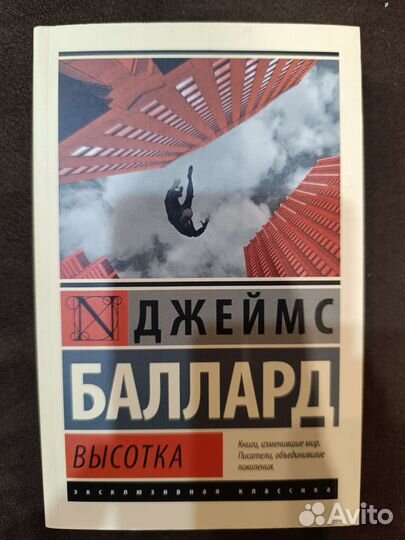 ДЖЕЙМС
БАЛЛАРД
ВЫСОТКА
Книги, изменившие мир.
Писатели, объединившие
поколения.
эксклюзивная классика
Avito